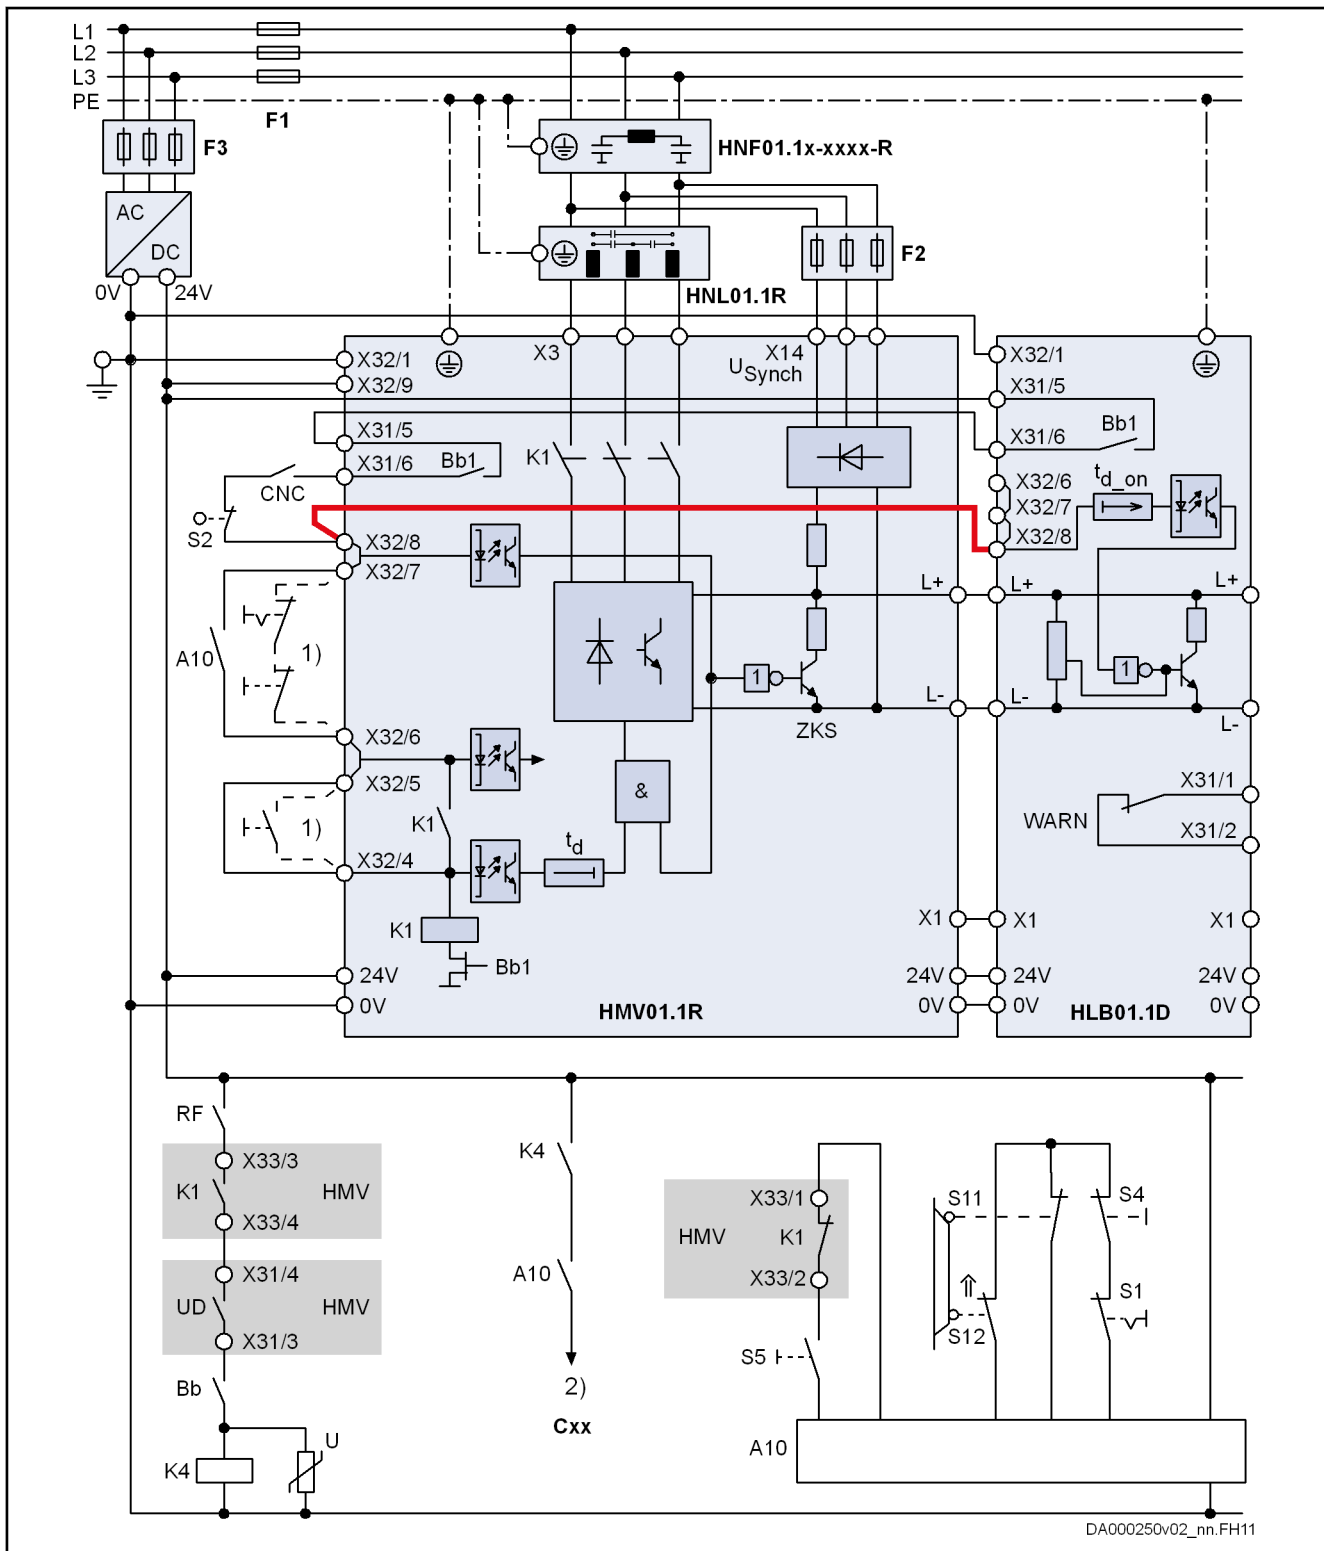 L1
L2
L3
PE
F1
F3
HNF01.1x-xxxx-R
AC
DC
F2
0V
24V
HNL01.1R
X32/1
X3
X14
USynch
X32/1
X32/9
X31/5
X31/5
Bb1
X31/6
Bb1
K1
X31/6
CNC
X32/6
td_on
X32/7
S2
X32/8
X32/8
X32/7
L+
L+
L+
1)
A10
1
1
L-
L-
L-
X32/6
ZKS
X32/5
X31/1
&
K1
1)
WARN
X31/2
td
X32/4
K1
X1
X1
X1
Bb1
24V
24V
24V
24V
0V
HMV01.1R
0V
0V
HLB01.1D
0V
RF
X33/3
K4
K1
HMV
X33/1
S11
S4
X33/4
HMV
K1
X31/4
A10
X33/2
S1
UD
HMV
⇑
X31/3
S12
S5
Bb
2)
Cxx
U
A10
K4
DA000250v02_nn.FH11